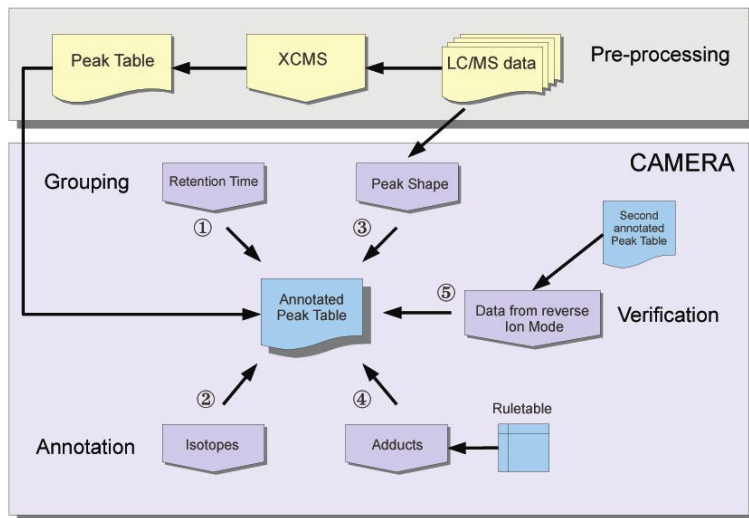 Peak Table
XCMS
LC/MS data
Pre-processing
CAMERA
Grouping
Retention Time
Peak Shape
①
③
Second
annotated
Peak Table
Annotated
Peak Table
⑤
Data from reverse
Ion Mode
Verification
②
④
Ruletable
Annotation
Isotopes
Adducts